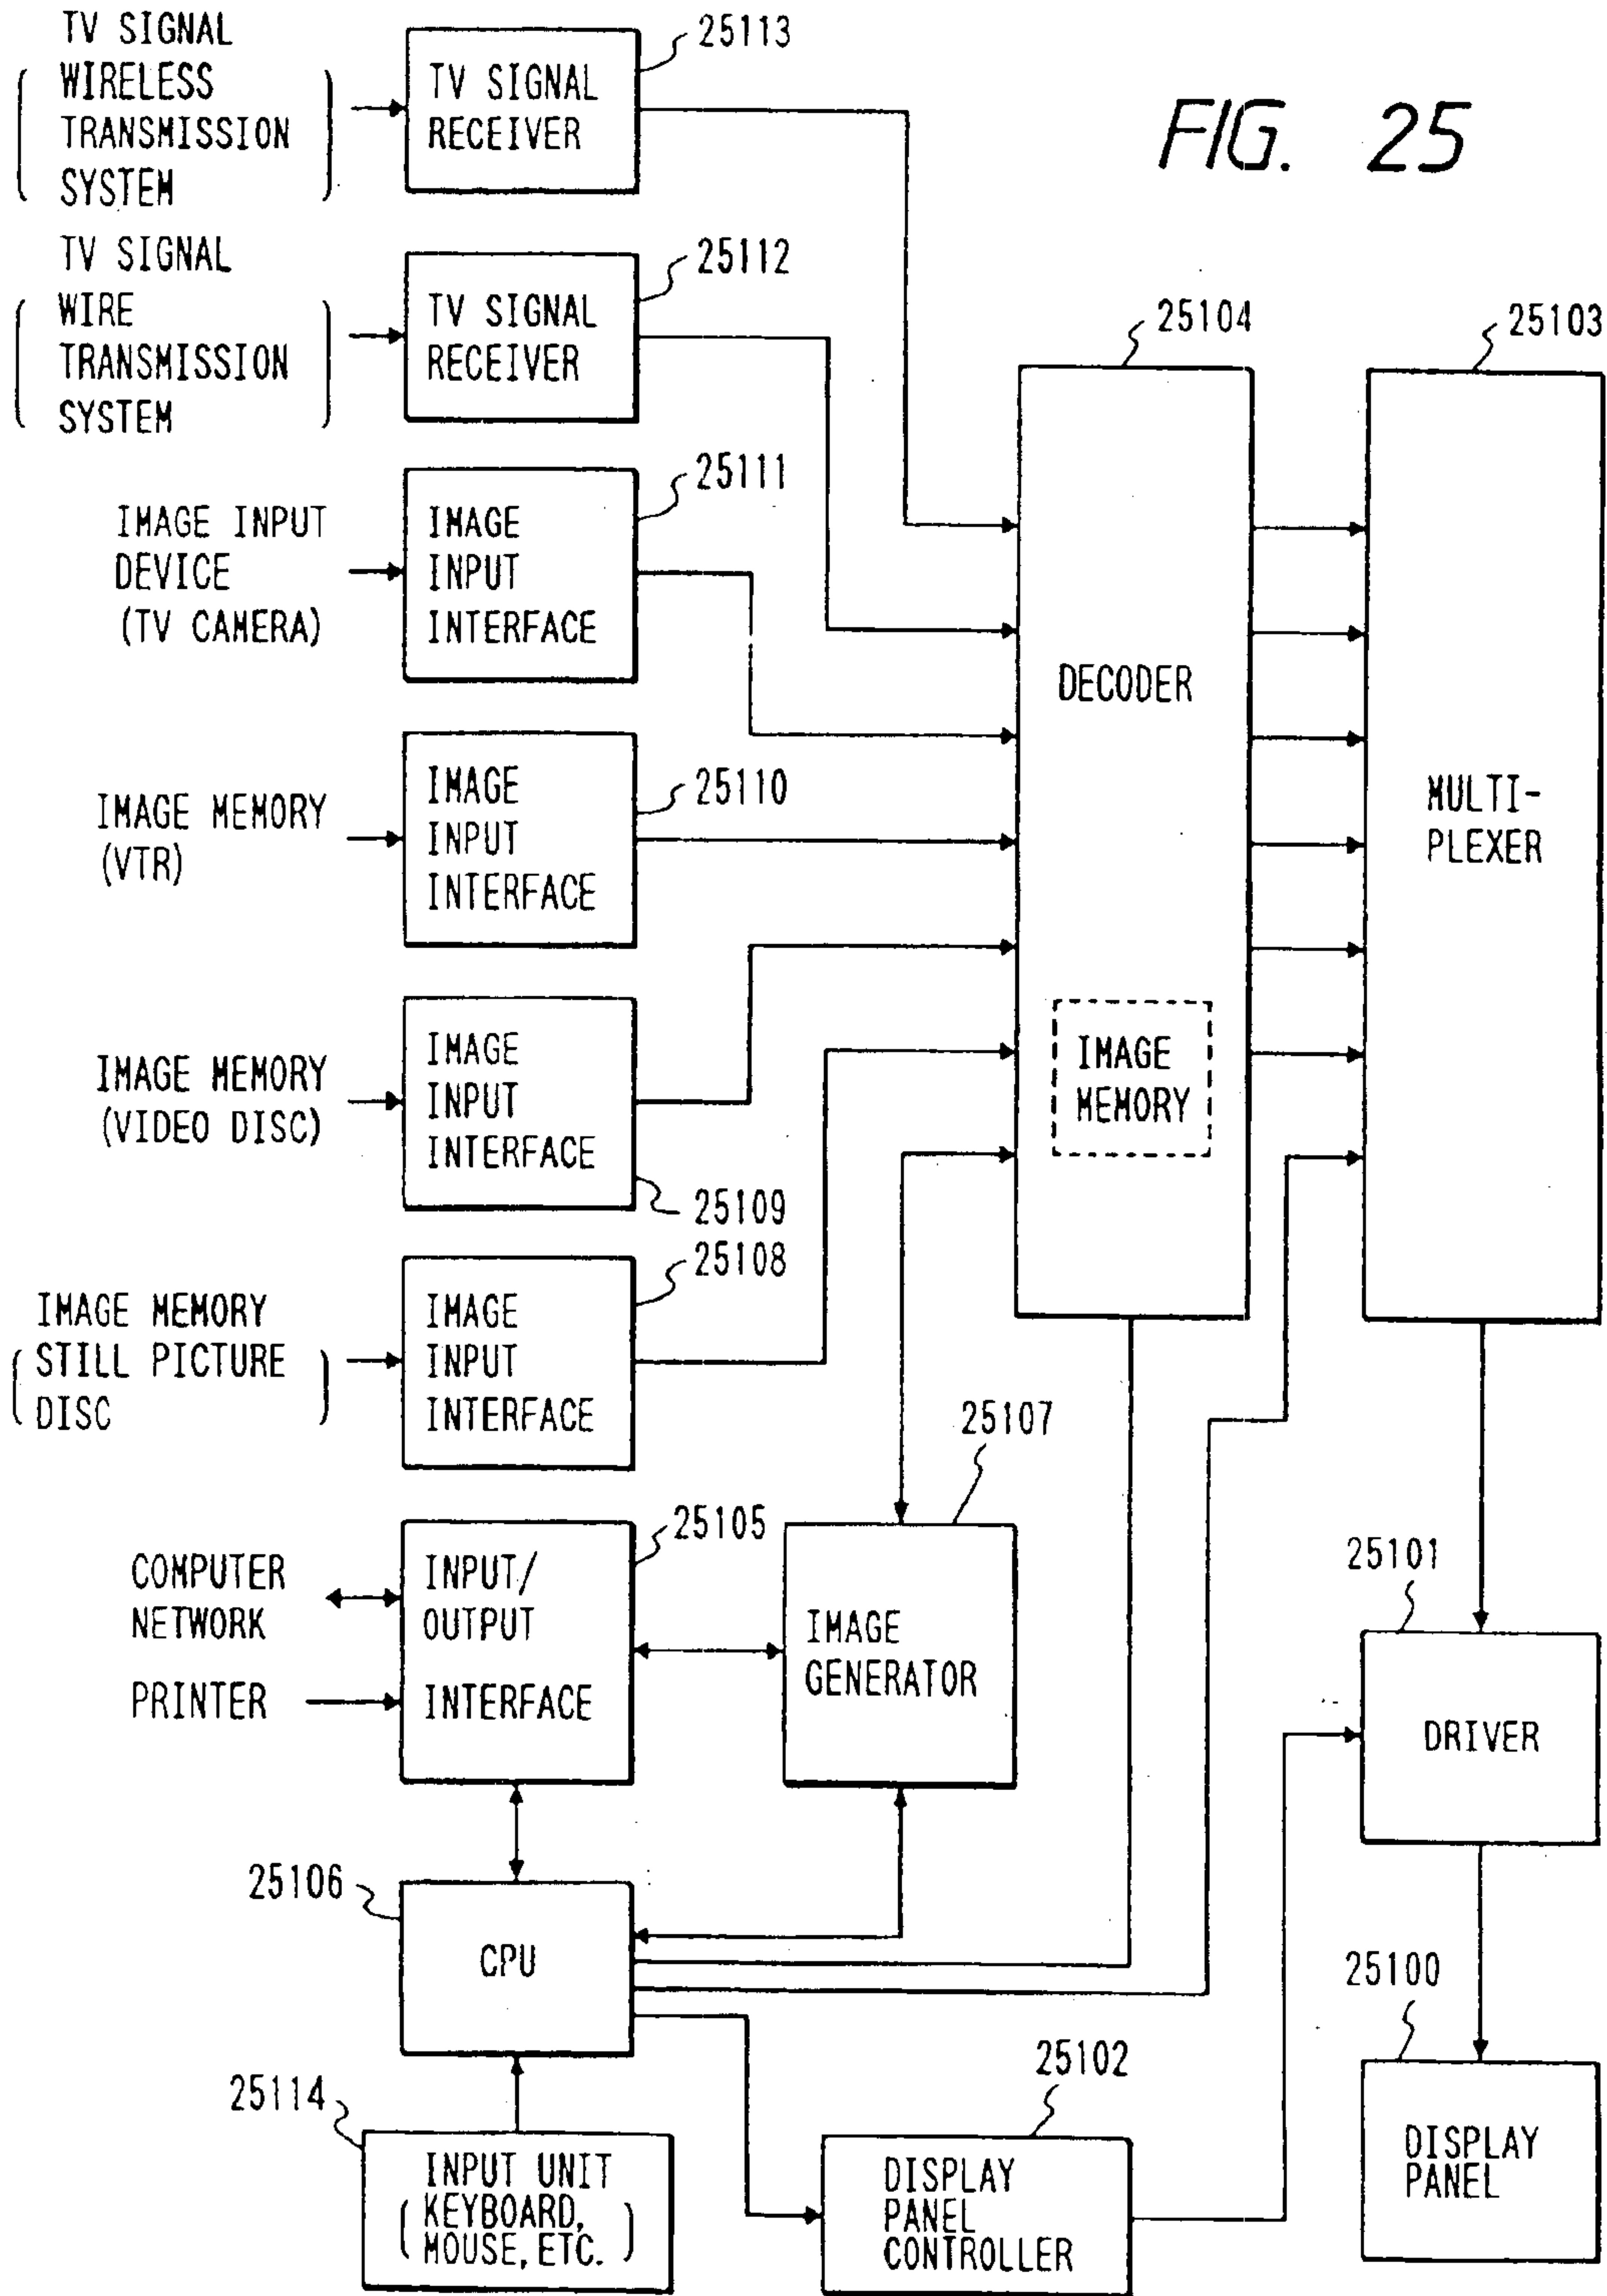 FIG. 25
TV SIGNAL
WIRELESS
TRANSMISSION
SYSTEM
TV SIGNAL
RECEIVER
25113
TV SIGNAL
WIRE
TRANSMISSION
SYSTEM
TV SIGNAL
RECEIVER
25112
IMAGE INPUT
DEVICE
(TV CAMERA)
IMAGE
INPUT
INTERFACE
25111
IMAGE MEMORY
(VTR)
IMAGE
INPUT
INTERFACE
25110
IMAGE MEMORY
(VIDEO DISC)
IMAGE
INPUT
INTERFACE
25109
IMAGE MEMORY
(STILL PICTURE
DISC)
IMAGE
INPUT
INTERFACE
25108
25104
DECODER
IMAGE
MEMORY
25103
MULTI-
PLEXER
COMPUTER
NETWORK
PRINTER
INPUT/
OUTPUT
INTERFACE
25105
25107
IMAGE
GENERATOR
25101
DRIVER
25106
CPU
25100
DISPLAY
PANEL
25114
INPUT UNIT
(KEYBOARD,
MOUSE, ETC.)
25102
DISPLAY
PANEL
CONTROLLER